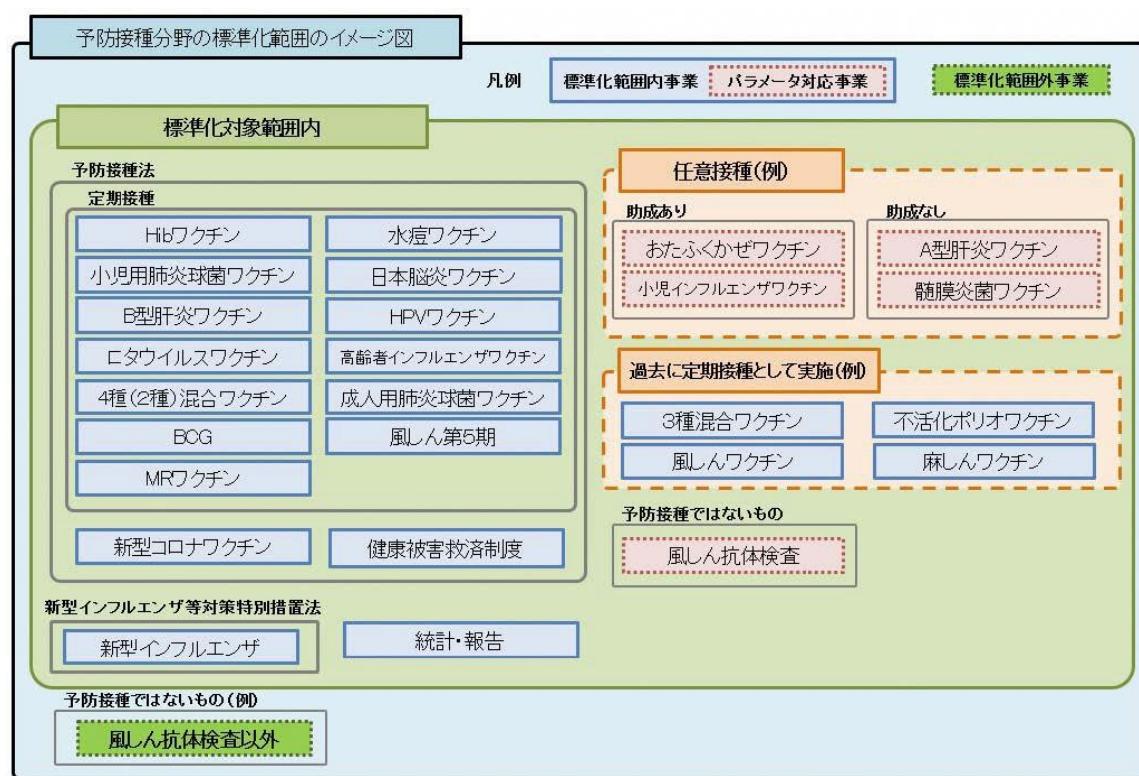 予防接種分野の標準化範囲のイメージ図
凡例
標準化範囲内事業
パラメータ対応事業
標準化範囲外事業
標準化対象範囲内
予防接種法
定期接種
Hibワクチン
水痘ワクチン
小児用肺炎球菌ワクチン
日本脳炎ワクチン
B型肝炎ワクチン
HPVワクチン
ロタウイルスワクチン
高齢者インフルエンザワクチン
4種(2種)混合ワクチン
成人用肺炎球菌ワクチン
BCG
風しん第5期
MRワクチン
新型コロナワクチン
健康被害救済制度
新型インフルエンザ等対策特別措置法
新型インフルエンザ
統計・報告
任意接種(例)
助成あり
おたふくかぜワクチン
小児インフルエンザワクチン
助成なし
A型肝炎ワクチン
髄膜炎菌ワクチン
過去に定期接種として実施(例)
3種混合ワクチン
不活化ポリオワクチン
風しんワクチン
麻しんワクチン
予防接種ではないもの
風しん抗体検査
予防接種ではないもの(例)
風しん抗体検査以外